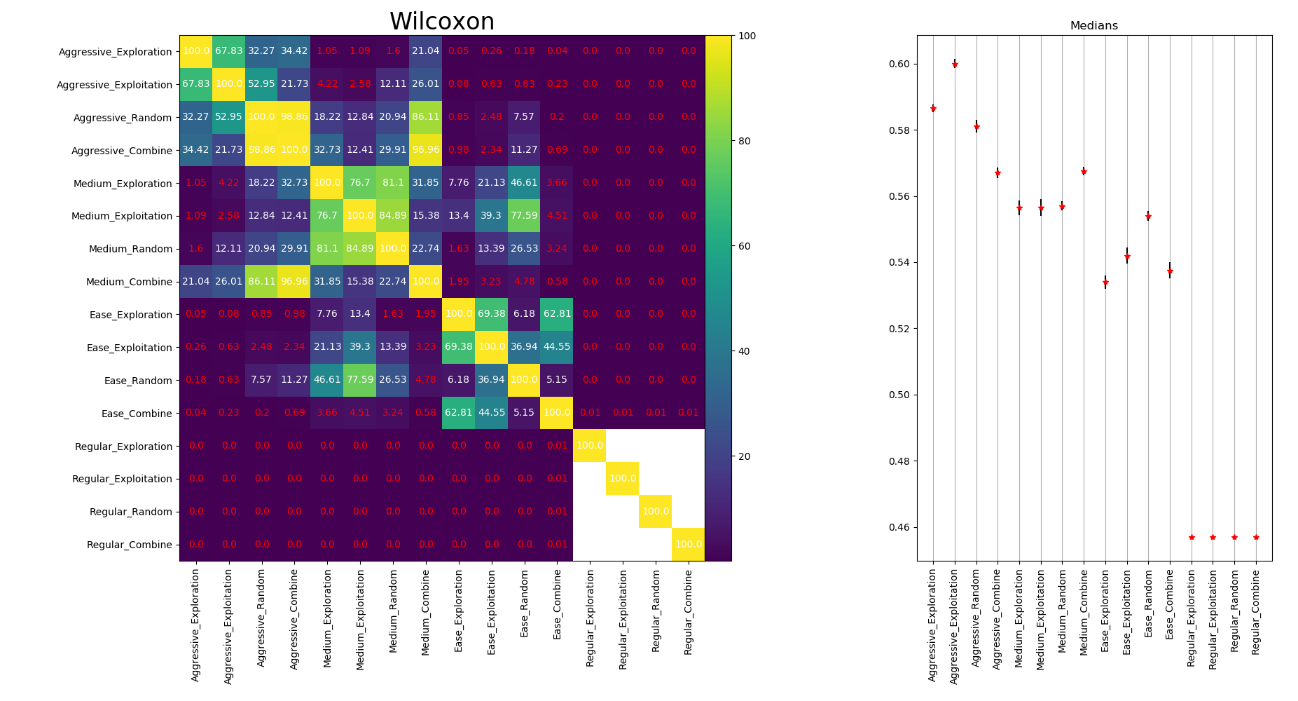 Wilcoxon
Aggressive_Exploration 100.0 67.83 32.27 34.42 1.05 1.09 1.6 21.04 0.05 0.26 0.18 0.04 0.0 0.0 0.0 0.0
Aggressive_Exploitation 67.83 100.0 52.95 21.73 4.22 2.58 12.11 26.01 0.08 0.63 0.63 0.23 0.0 0.0 0.0 0.0
Aggressive_Random 32.27 52.95 100.0 98.86 18.22 12.84 20.94 86.11 0.85 2.48 7.57 0.2 0.0 0.0 0.0 0.0
Aggressive_Combine 34.42 21.73 98.86 100.0 32.73 12.41 29.91 96.96 0.98 2.34 11.27 0.69 0.0 0.0 0.0 0.0
Medium_Exploration 1.05 4.22 18.22 32.73 100.0 76.7 81.1 31.85 7.76 21.13 46.61 3.66 0.0 0.0 0.0 0.0
Medium_Exploitation 1.09 2.58 12.84 12.41 76.7 100.0 84.89 15.38 13.4 39.3 77.59 4.51 0.0 0.0 0.0 0.0
Medium_Random 1.6 12.11 20.94 29.91 81.1 84.89 100.0 22.74 1.63 13.39 26.53 3.24 0.0 0.0 0.0 0.0
Medium_Combine 21.04 26.01 86.11 96.96 31.85 15.38 22.74 100.0 1.95 3.23 4.78 0.58 0.0 0.0 0.0 0.0
Ease_Exploration 0.05 0.08 0.85 0.98 7.76 13.4 1.63 1.95 100.0 69.38 6.18 62.81 0.0 0.0 0.0 0.0
Ease_Exploitation 0.26 0.63 2.48 2.34 21.13 39.3 13.39 3.23 69.38 100.0 36.94 44.55 0.0 0.0 0.0 0.0
Ease_Random 0.18 0.63 7.57 11.27 46.61 77.59 26.53 4.78 6.18 36.94 100.0 5.15 0.0 0.0 0.0 0.0
Ease_Combine 0.04 0.23 0.2 0.69 3.66 4.51 3.24 0.58 62.81 44.55 5.15 100.0 0.01 0.01 0.01 0.01
Regular_Exploration 0.0 0.0 0.0 0.0 0.0 0.0 0.0 0.0 0.0 0.0 0.0 0.01 100.0
Regular_Exploitation 0.0 0.0 0.0 0.0 0.0 0.0 0.0 0.0 0.0 0.0 0.0 0.01 100.0
Regular_Random 0.0 0.0 0.0 0.0 0.0 0.0 0.0 0.0 0.0 0.0 0.0 0.01 100.0
Regular_Combine 0.0 0.0 0.0 0.0 0.0 0.0 0.0 0.0 0.0 0.0 0.0 0.01 100.0
Aggressive_Exploration
Aggressive_Exploitation
Aggressive_Random
Aggressive_Combine
Medium_Exploration
Medium_Exploitation
Medium_Random
Medium_Combine
Ease_Exploration
Ease_Exploitation
Ease_Random
Ease_Combine
Regular_Exploration
Regular_Exploitation
Regular_Random
Regular_Combine
100
80
60
40
20
Medians
0.60
0.58
0.56
0.54
0.52
0.50
0.48
0.46
Aggressive_Exploration
Aggressive_Exploitation
Aggressive_Random
Aggressive_Combine
Medium_Exploration
Medium_Exploitation
Medium_Random
Medium_Combine
Ease_Exploration
Ease_Exploitation
Ease_Random
Ease_Combine
Regular_Exploration
Regular_Exploitation
Regular_Random
Regular_Combine